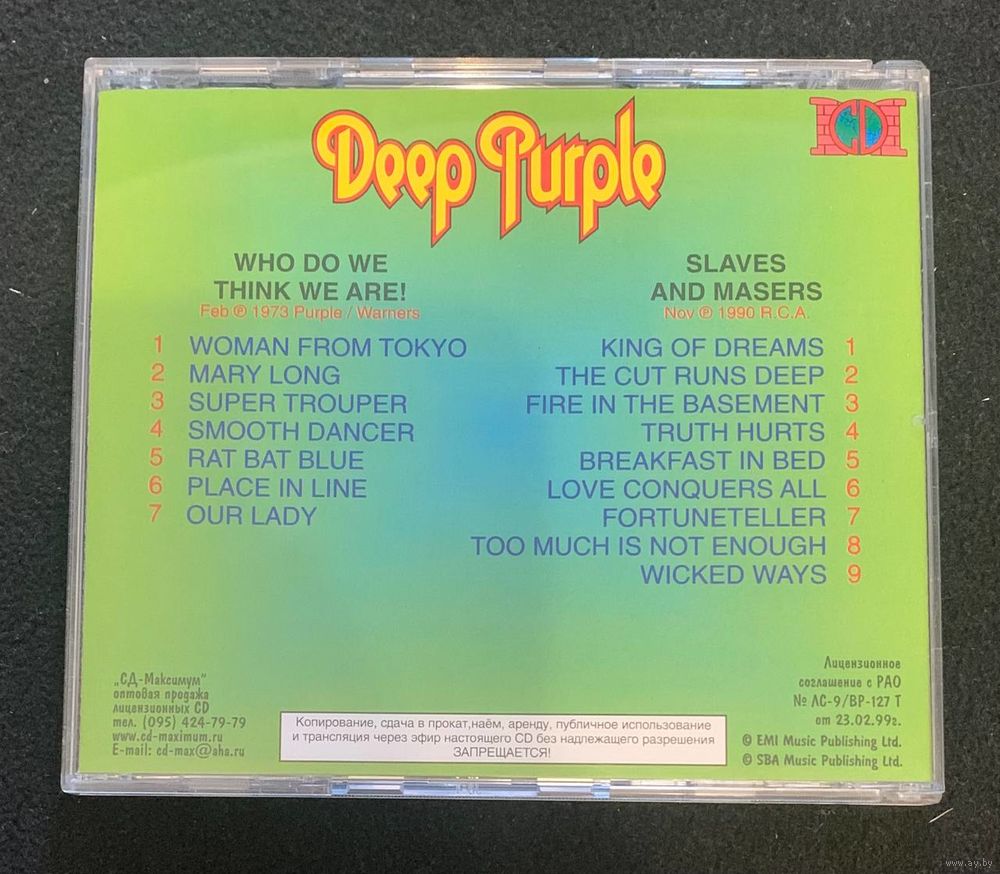 Deep Purple
CD
WHO DO WE
THINK WE ARE!
Feb ℗ 1973 Purple / Warners
1 WOMAN FROM TOKYO
2 MARY LONG
3 SUPER TROUPER
4 SMOOTH DANCER
5 RAT BAT BLUE
6 PLACE IN LINE
7 OUR LADY
SLAVES
AND MASERS
Nov ℗ 1990 R.C.A.
KING OF DREAMS 1
THE CUT RUNS DEEP 2
FIRE IN THE BASEMENT 3
TRUTH HURTS 4
BREAKFAST IN BED 5
LOVE CONQUERS ALL 6
FORTUNETELLER 7
TOO MUCH IS NOT ENOUGH 8
WICKED WAYS 9
„СД-Максимум"
оптовая продажа
лицензионных CD
тел. (095) 424-79-79
www.cd-maximum.ru
E-mail: cd-max@aha.ru
Копирование, сдача в прокат,наём, аренду, публичное использование
и трансляция через эфир настоящего CD без надлежащего разрешения
ЗАПРЕЩАЕТСЯ!
Лицензионное
соглашение с РАО
№ ЛС-9/ВР-127 Т
от 23.02.99г.
© EMI Music Publishing Ltd.
© SBA Music Publishing Ltd.
www.ay.by